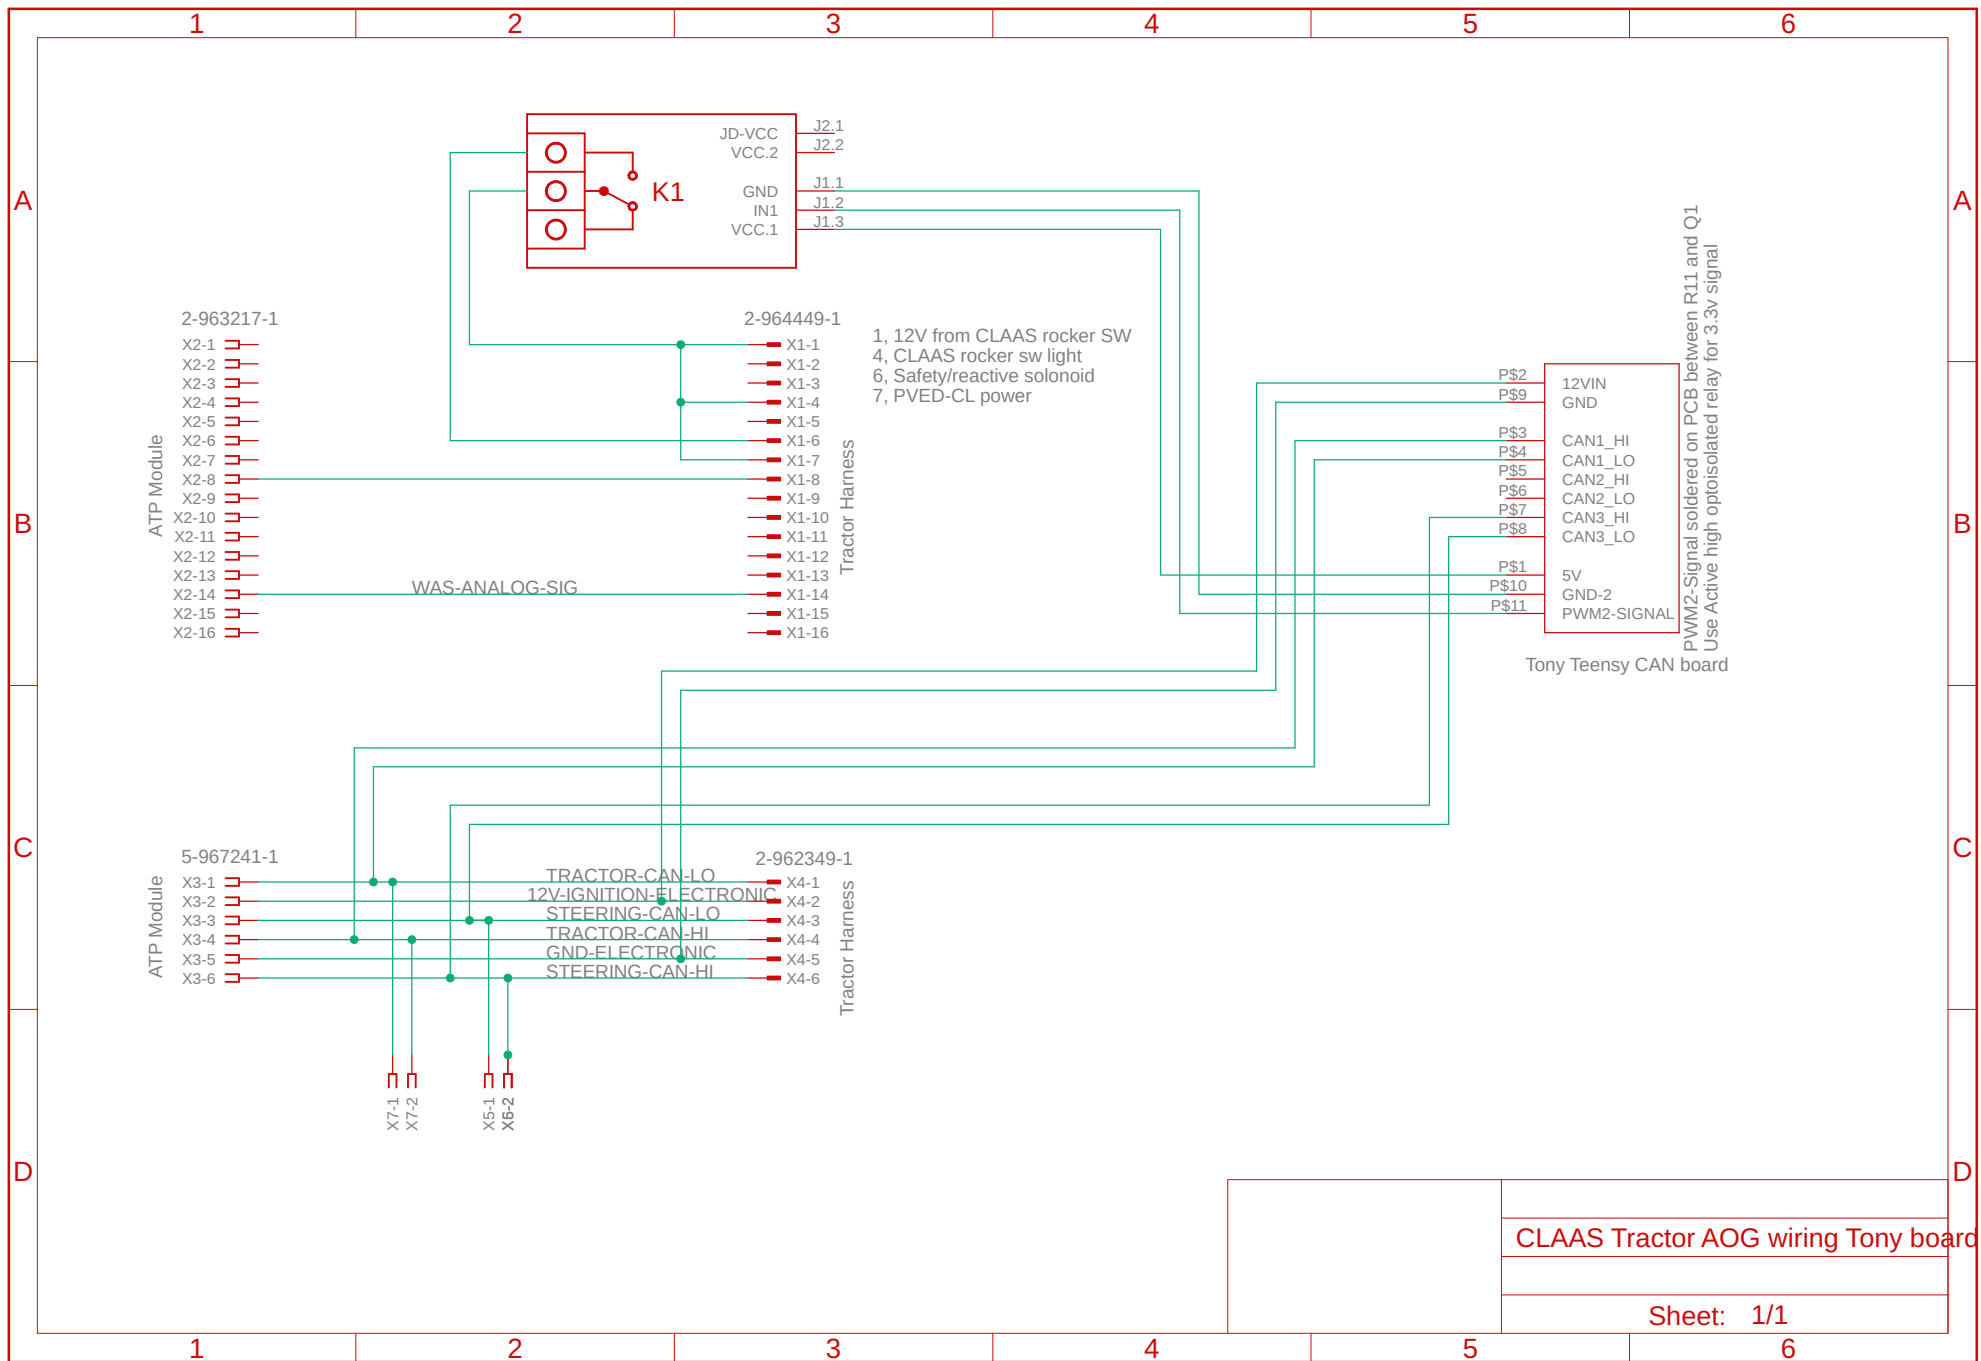 1 2 3 4 5 6
A A
B B
C C
D D
JD-VCC J2.1
VCC.2 J2.2
GND J1.1
IN1 J1.2
VCC.1 J1.3
K1
2-963217-1
X2-1
X2-2
X2-3
X2-4
X2-5
X2-6
X2-7
X2-8
X2-9
X2-10
X2-11
X2-12
X2-13
X2-14
X2-15
X2-16
ATP Module
WAS-ANALOG-SIG
2-964449-1
X1-1
X1-2
X1-3
X1-4
X1-5
X1-6
X1-7
X1-8
X1-9
X1-10
X1-11
X1-12
X1-13
X1-14
X1-15
X1-16
Tractor Harness
1, 12V from CLAAS rocker SW
4, CLAAS rocker sw light
6, Safety/reactive solonoid
7, PVED-CL power
P$2 12VIN
P$9 GND
P$3 CAN1_HI
P$4 CAN1_LO
P$5 CAN2_HI
P$6 CAN2_LO
P$7 CAN3_HI
P$8 CAN3_LO
P$1 5V
P$10 GND-2
P$11 PWM2-SIGNAL
PWM2-Signal soldered on PCB between R11 and Q1
Use Active high optoisolated relay for 3.3v signal
Tony Teensy CAN board
5-967241-1
X3-1
X3-2
X3-3
X3-4
X3-5
X3-6
ATP Module
TRACTOR-CAN-LO
12V-IGNITION-ELECTRONIC
STEERING-CAN-LO
TRACTOR-CAN-HI
GND-ELECTRONIC
STEERING-CAN-HI
2-962349-1
X4-1
X4-2
X4-3
X4-4
X4-5
X4-6
Tractor Harness
X7-1
X7-2
X5-1
CLAAS Tractor AOG wiring Tony board
Sheet: 1/1
1 2 3 4 5 6